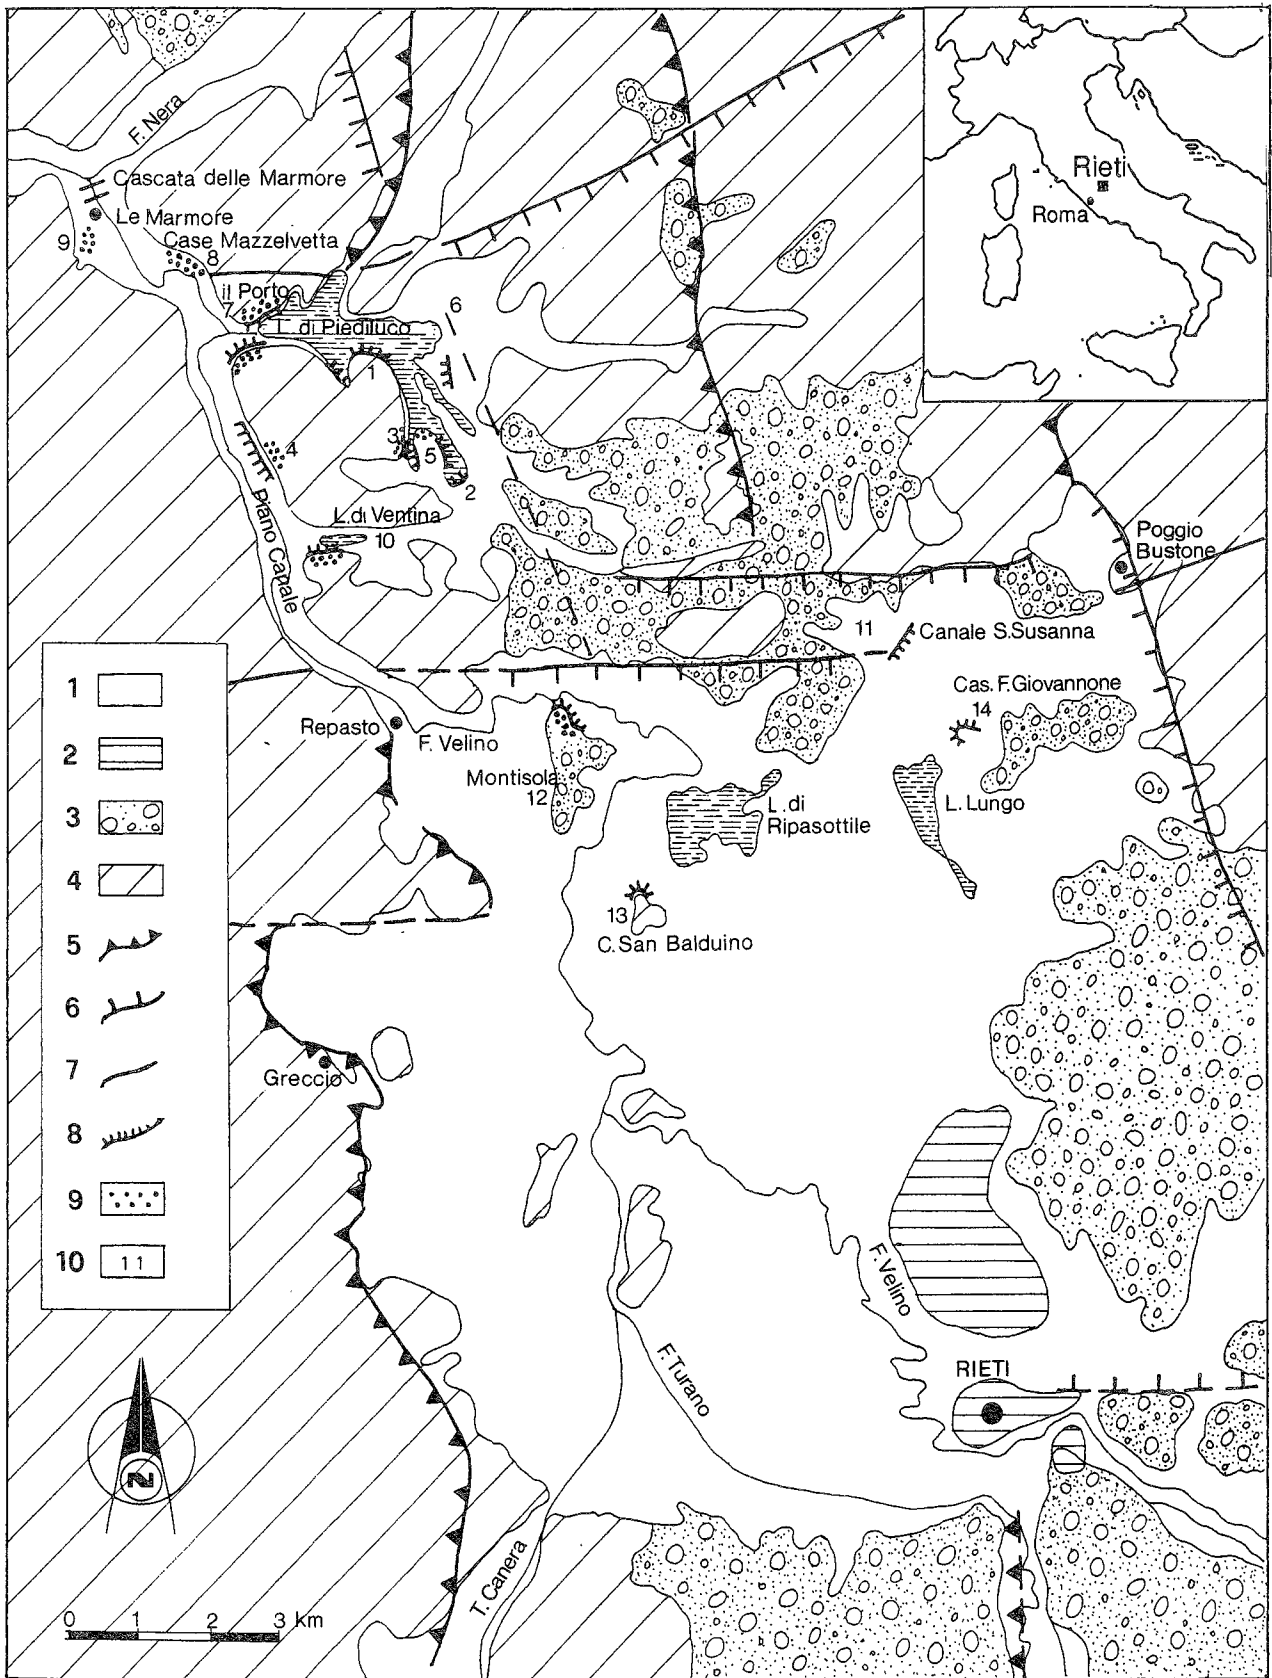 F. Nera
Cascata delle Marmore
Le Marmore
9
Case Mazzelvetta
8
il Porto
7
L. di Piediluco
6
1
3
5
4
2
Piano Canale
L. di Ventina
10
Rieti
Roma
Poggio
Bustone
11
Canale S.Susanna
Cas. F. Giovannone
14
Repasto
F. Velino
Montisola
12
L. di
Ripasottile
L. Lungo
13
C. San Balduino
Greccio
1
2
3
4
5
6
7
8
9
10
11
F. Velino
F. Turano
RIETI
T. Canera
N
0 1 2 3 km